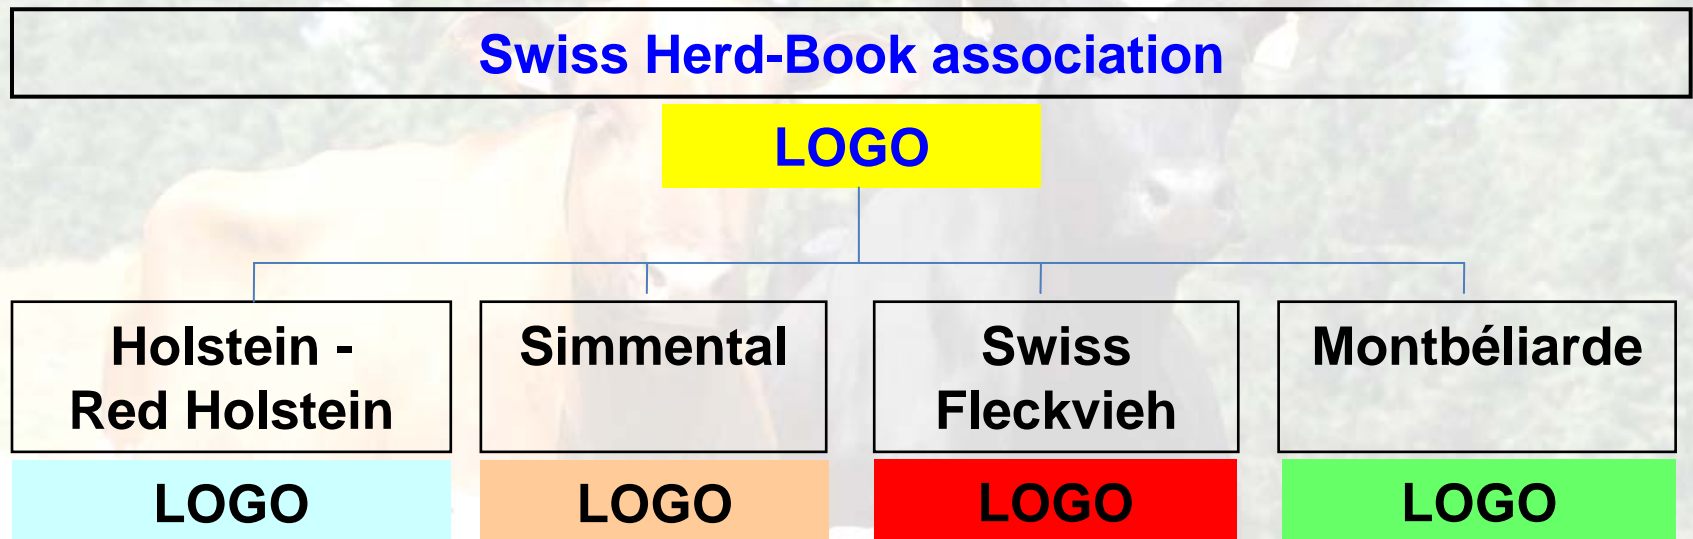 Swiss Herd-Book association
LOGO
Holstein -
Red Holstein
Simmental
Swiss
Fleckvieh
Montbéliarde
LOGO
LOGO
LOGO
LOGO